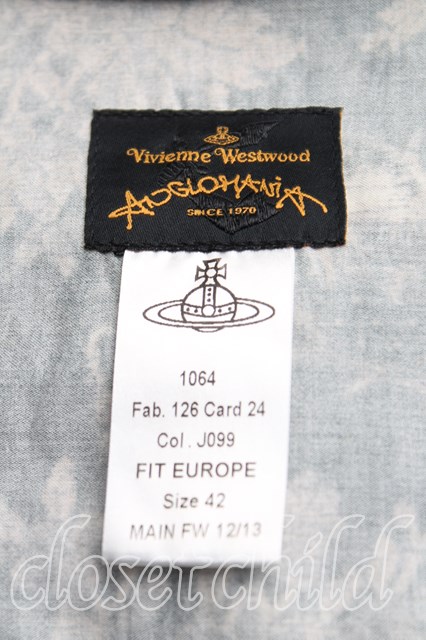 Vivienne Westwood
ANGLOMANIA
SINCE 1970
1064
Fab. 126 Card 24
Col. J099
FIT EUROPE
Size 42
MAIN FW 12/13
closet child